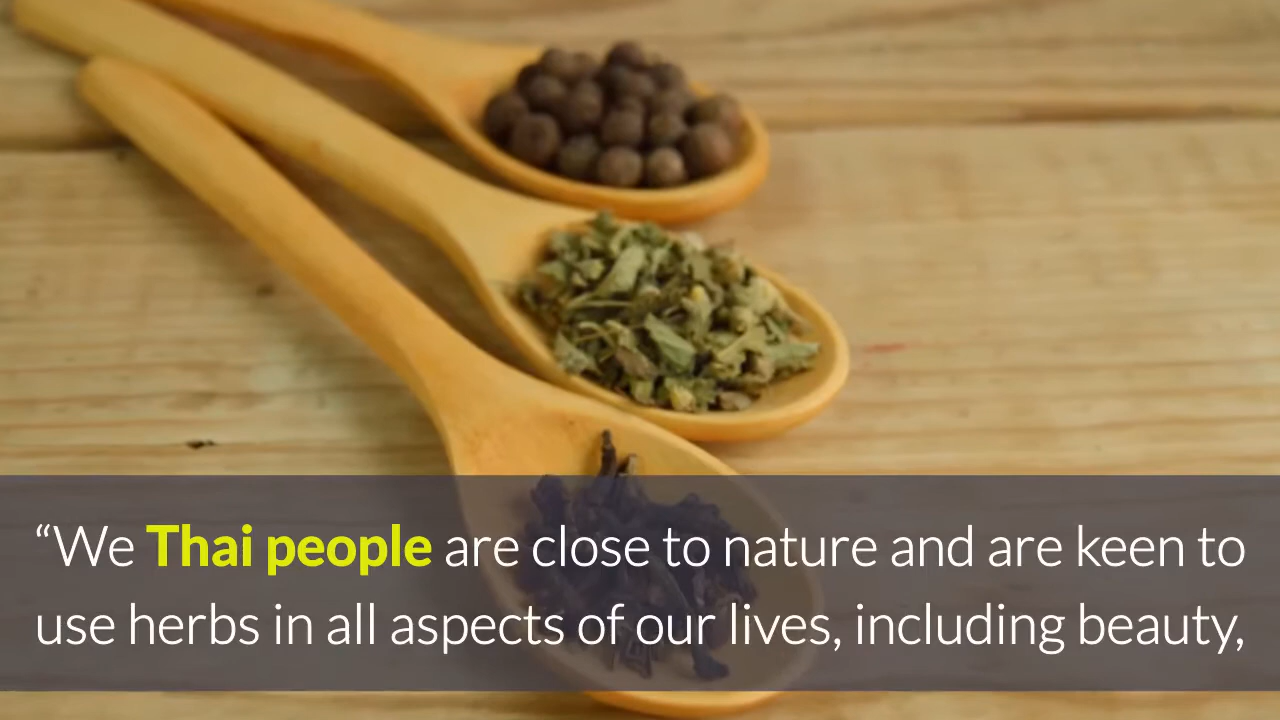 “We Thai people are close to nature and are keen to
use herbs in all aspects of our lives, including beauty,